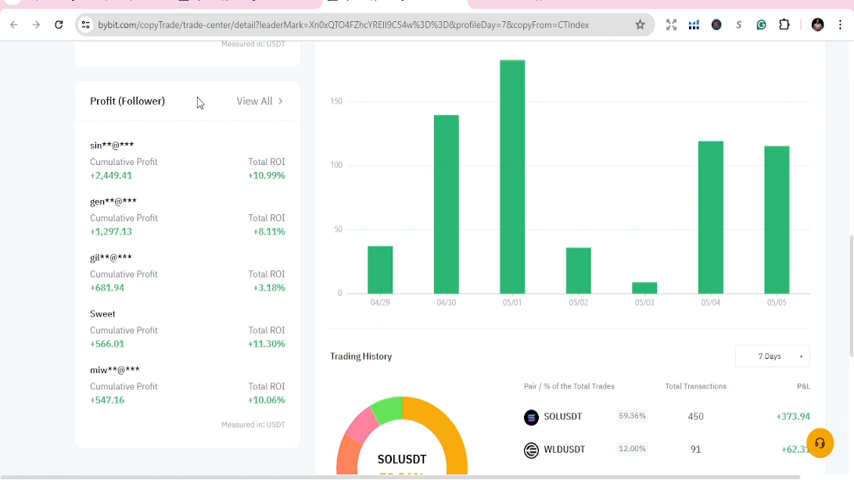 bybit.com/copyTrade/trade-center/detail?leaderMark=Xn0xQTO4FZhcYREII9C54w%3D%3D&profileDay=7&copyFrom=CTIndex
Measured in: USDT
Profit (Follower)
View All >
sin**@***
Cumulative Profit Total ROI
+2,449.41 +10.99%
gen**@***
Cumulative Profit Total ROI
+1,297.13 +8.11%
gil**@***
Cumulative Profit Total ROI
+681.94 +3.18%
Sweet
Cumulative Profit Total ROI
+566.01 +11.30%
miw**@***
Cumulative Profit Total ROI
+547.16 +10.06%
Measured in: USDT
150
100
50
0
04/29 04/30 05/01 05/02 05/03 05/04 05/05
Trading History
7 Days
Pair / % of the Total Trades Total Transactions P&L
SOLUSDT 59.36% 450 +373.94
WLDUSDT 12.00% 91 +62.3
SOLUSDT